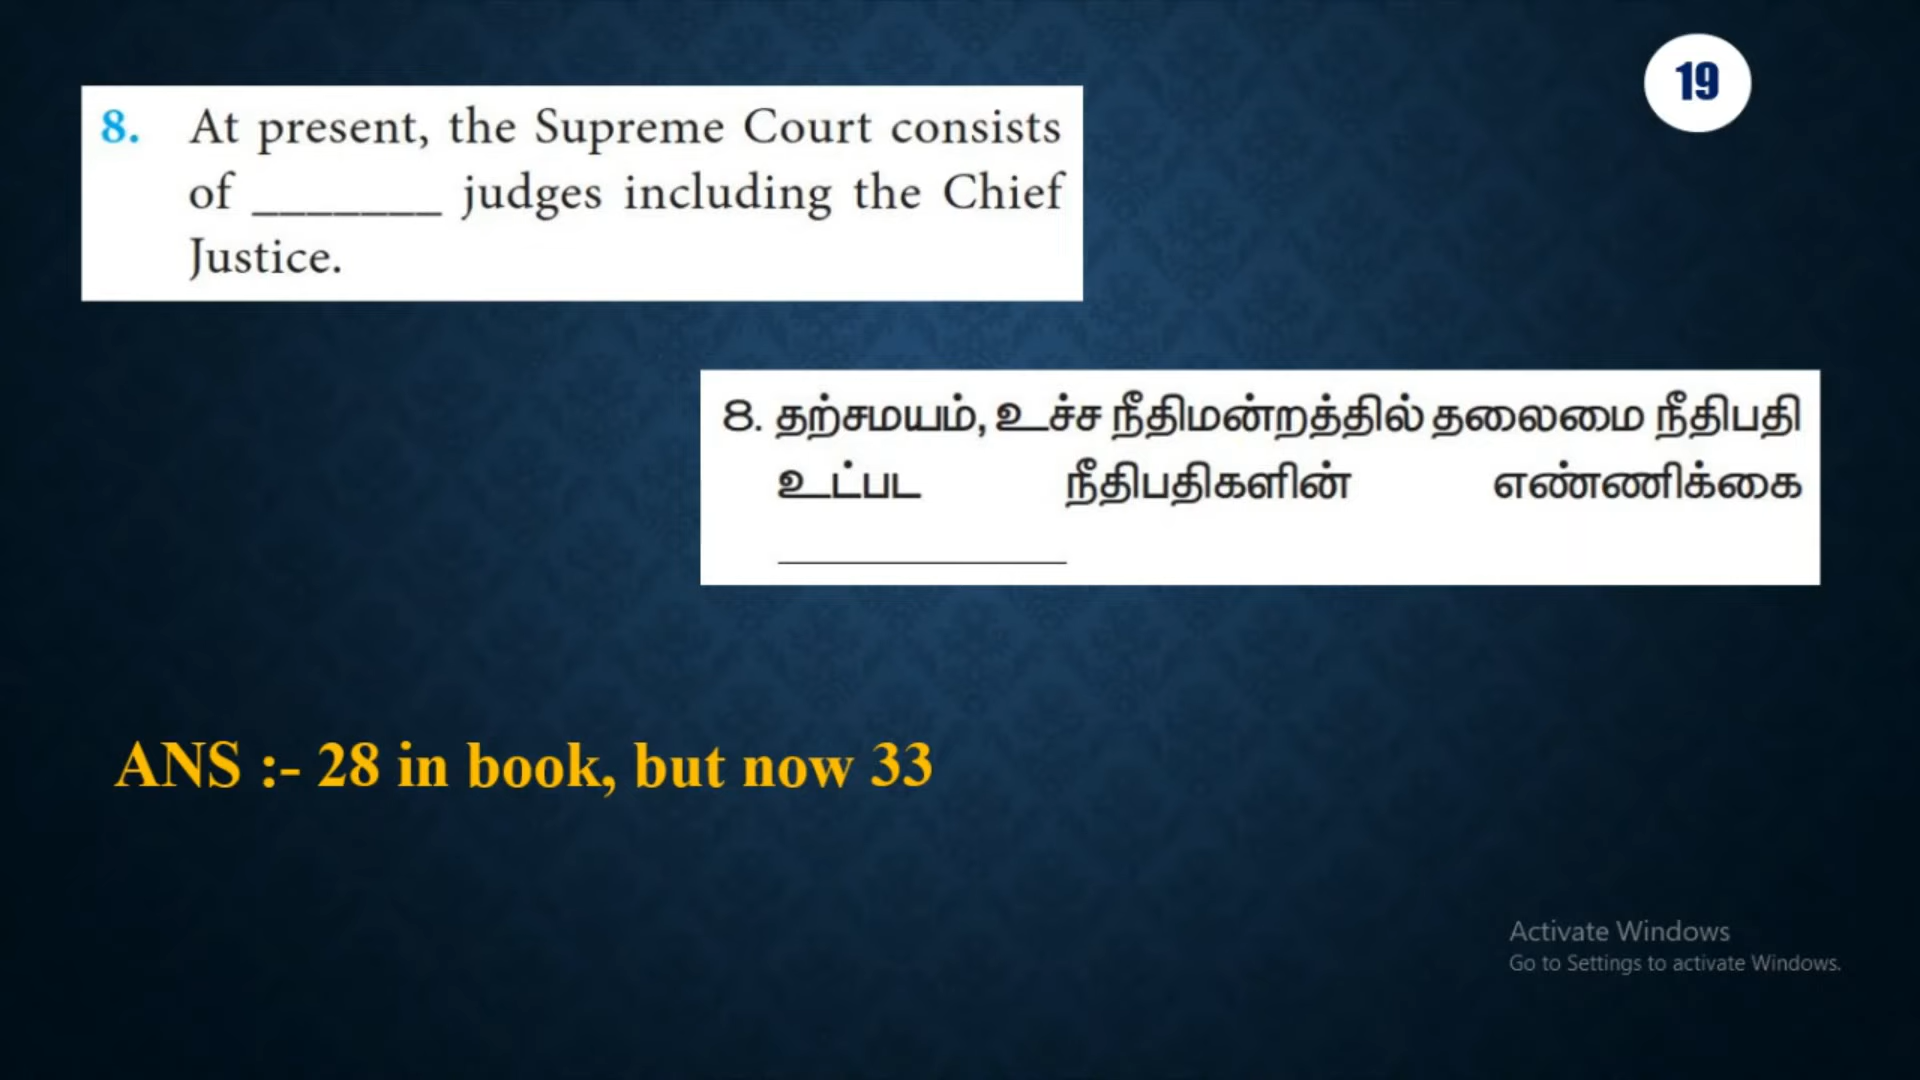 19
8. At present, the Supreme Court consists
of _______ judges including the Chief
Justice.
8. தற்சமயம், உச்ச நீதிமன்றத்தில் தலைமை நீதிபதி
உட்பட நீதிபதிகளின் எண்ணிக்கை
____________
ANS :- 28 in book, but now 33
Activate Windows
Go to Settings to activate Windows.